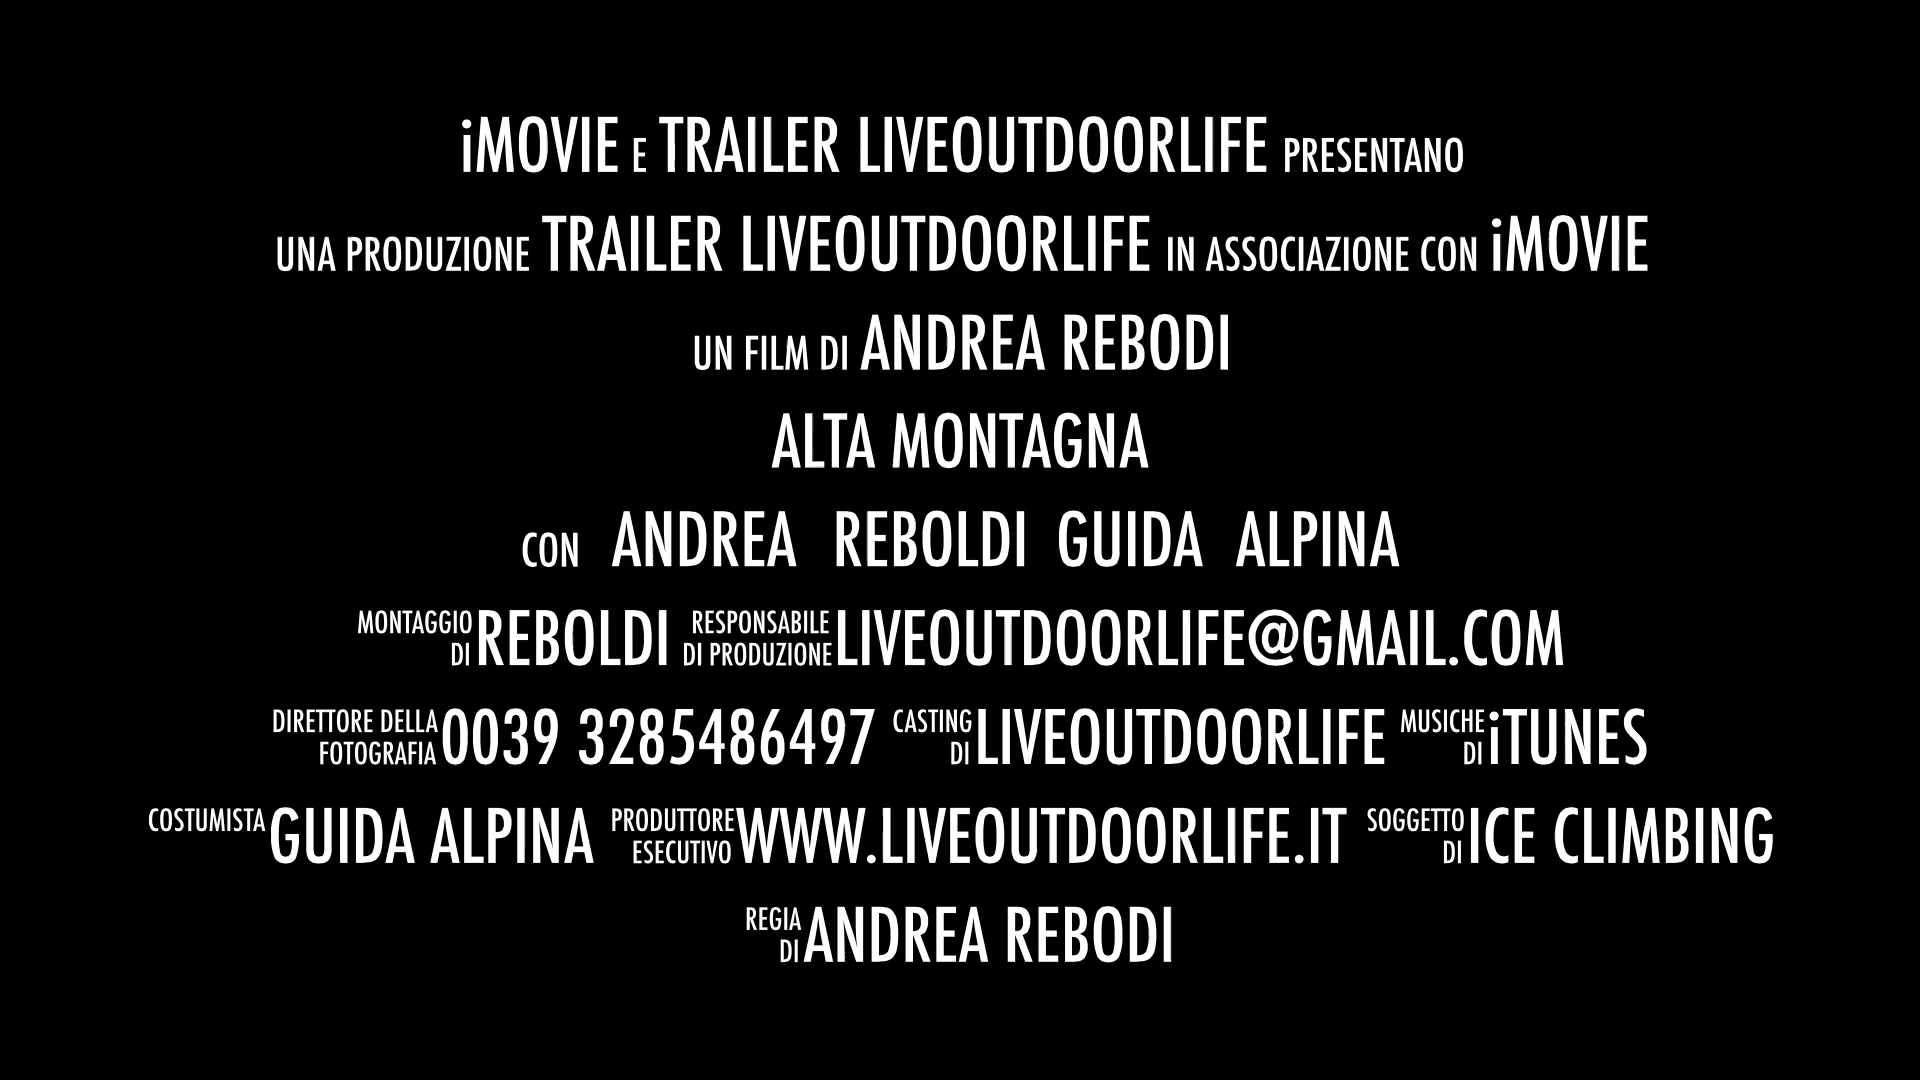 iMOVIE E TRAILER LIVEOUTDOORLIFE PRESENTANO
UNA PRODUZIONE TRAILER LIVEOUTDOORLIFE IN ASSOCIAZIONE CON iMOVIE
UN FILM DI ANDREA REBODI
ALTA MONTAGNA
CON ANDREA REBOLDI GUIDA ALPINA
MONTAGGIO DI REBOLDI RESPONSABILE DI PRODUZIONE LIVEOUTDOORLIFE@GMAIL.COM
DIRETTORE DELLA FOTOGRAFIA 0039 3285486497 CASTING DI LIVEOUTDOORLIFE MUSICHE DI iTUNES
COSTUMISTA GUIDA ALPINA PRODUTTORE ESECUTIVO WWW.LIVEOUTDOORLIFE.IT SOGGETTO DI ICE CLIMBING
REGIA DI ANDREA REBODI